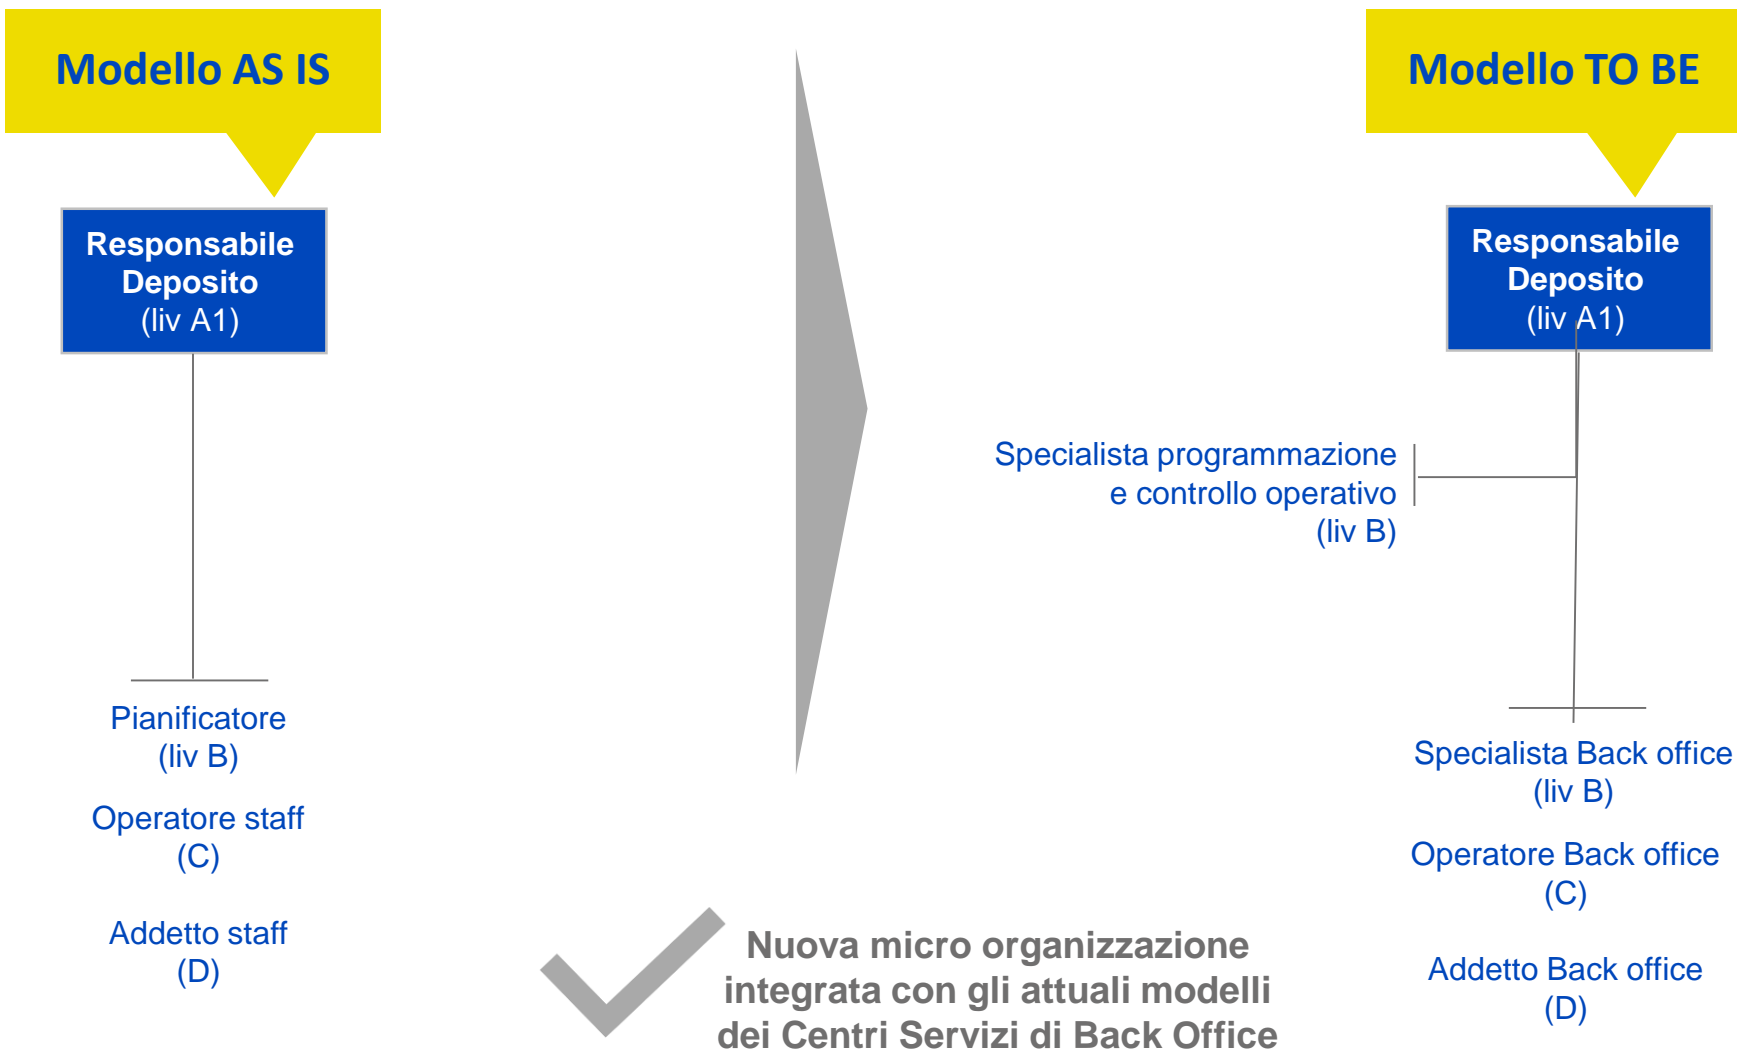 Modello AS IS
Responsabile
Deposito
(liv A1)
Pianificatore
(liv B)
Operatore staff
(C)
Addetto staff
(D)
Modello TO BE
Responsabile
Deposito
(liv A1)
Specialista programmazione
e controllo operativo
(liv B)
Specialista Back office
(liv B)
Operatore Back office
(C)
Addetto Back office
(D)
Nuova micro organizzazione
integrata con gli attuali modelli
dei Centri Servizi di Back Office